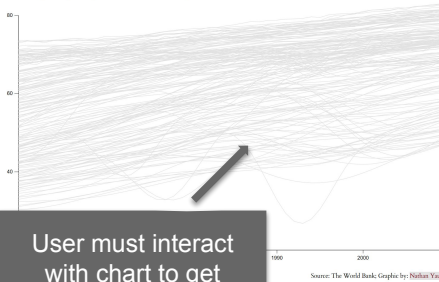 80
60
40
1990 2000
Source: The World Bank; Graphic by: Nathan
User must interact
with chart to get